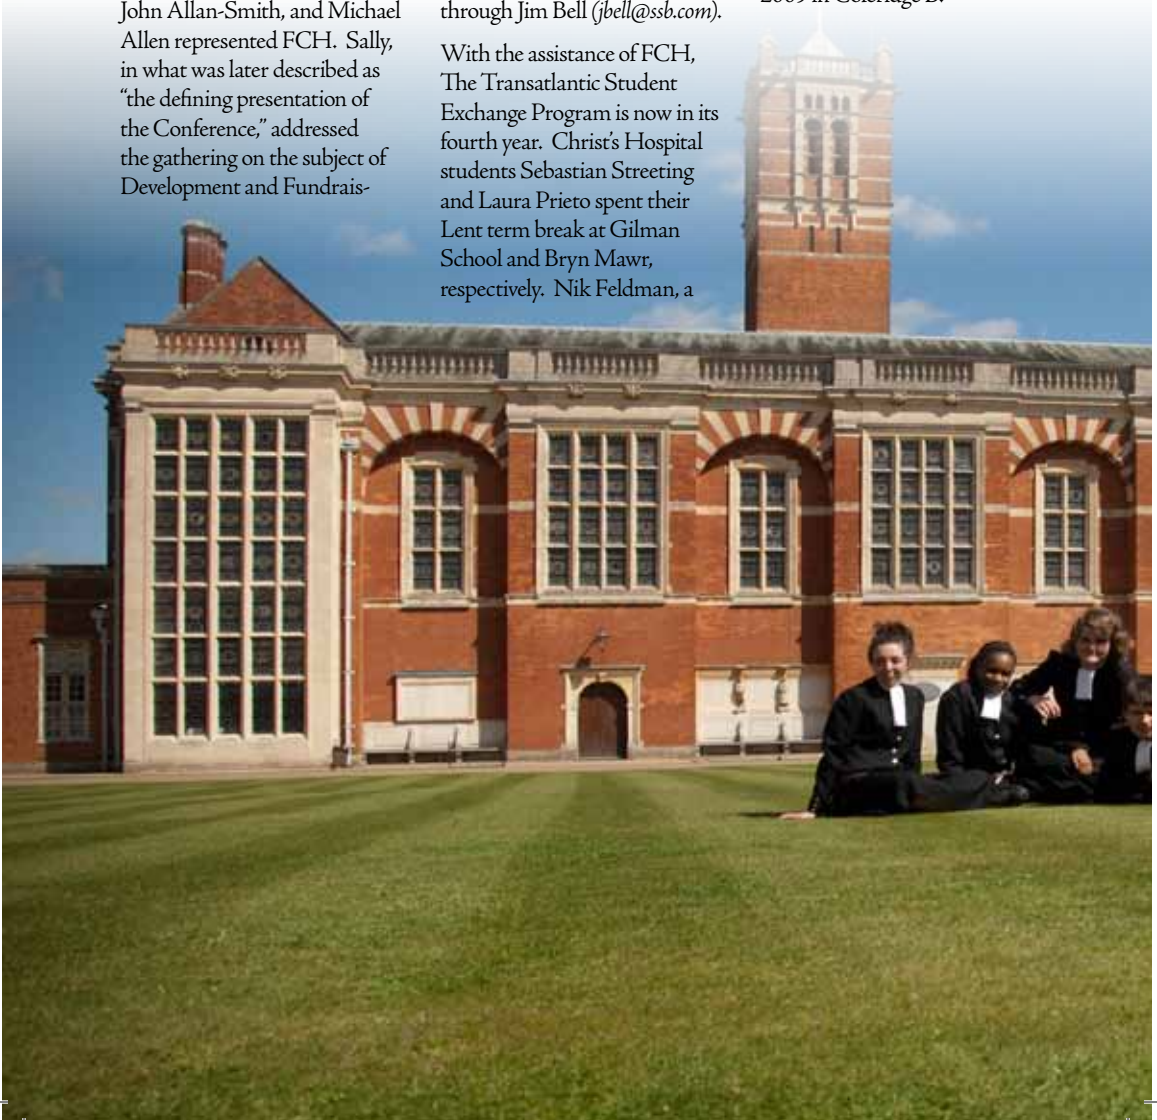 John Allan-Smith, and Michael
Allen represented FCH.  Sally,
in what was later described as
“the defining presentation of
the Conference,” addressed
the gathering on the subject of
Development and Fundrais-
through Jim Bell (jbell@ssb.com).
With the assistance of FCH,
The Transatlantic Student
Exchange Program is now in its
fourth year.  Christ’s Hospital
students Sebastian Streeting
and Laura Prieto spent their
Lent term break at Gilman
School and Bryn Mawr,
respectively.  Nik Feldman, a
2009 in Coleridge B.